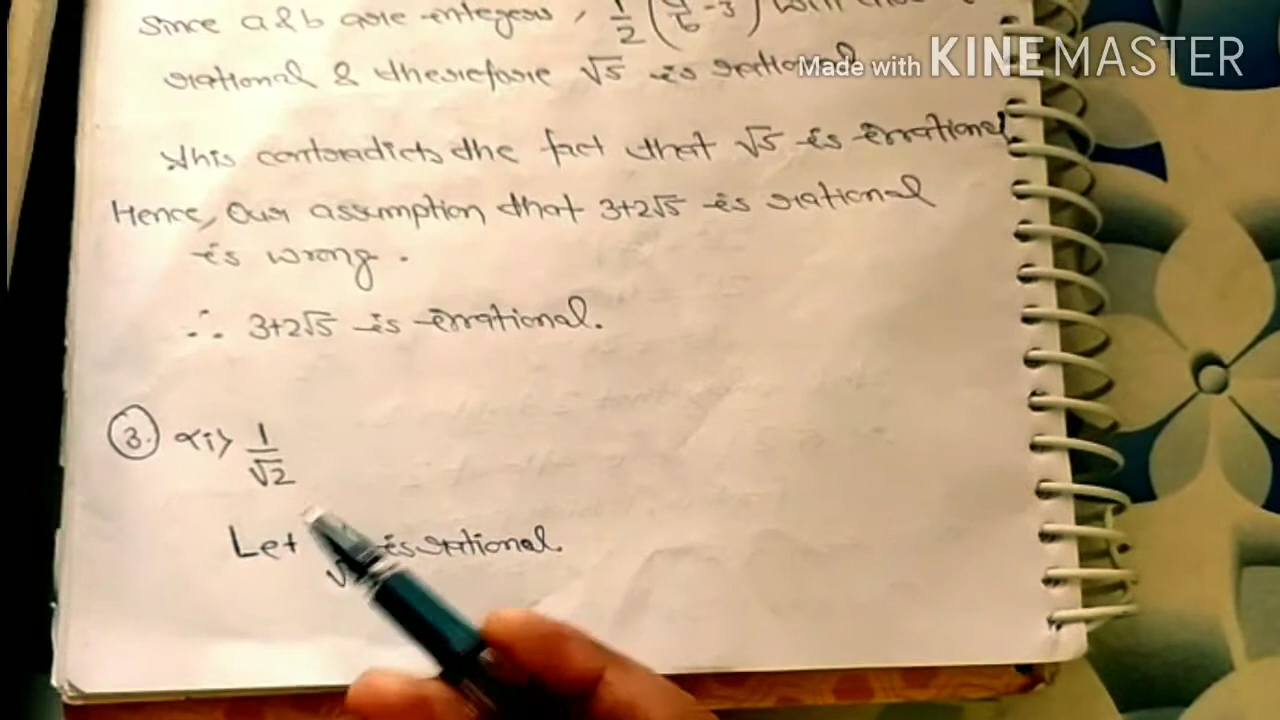 Since a & b are integers, 1/2 (a/b - 3) will
rational & therefore √5 is rational
Made with KINEMASTER
This contradicts the fact that √5 is irrational
Hence, Our assumption that 3+2√5 is rational
is wrong.
∴ 3+2√5 is irrational.
3. (i) 1/√2
Let is rational.